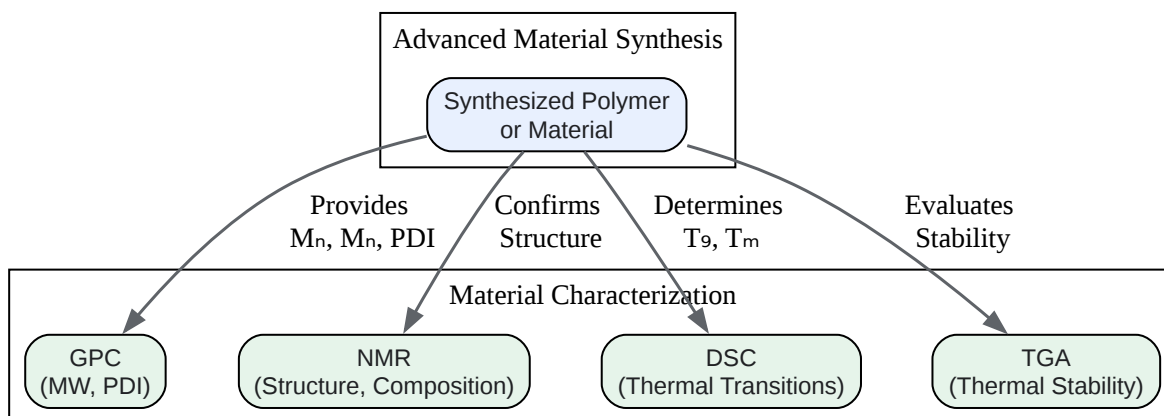 Advanced Material Synthesis
Synthesized Polymer
or Material
Provides
Mₙ, Mₙ, PDI
Confirms
Structure
Determines
T₉, Tₘ
Evaluates
Stability
Material Characterization
GPC
(MW, PDI)
NMR
(Structure, Composition)
DSC
(Thermal Transitions)
TGA
(Thermal Stability)